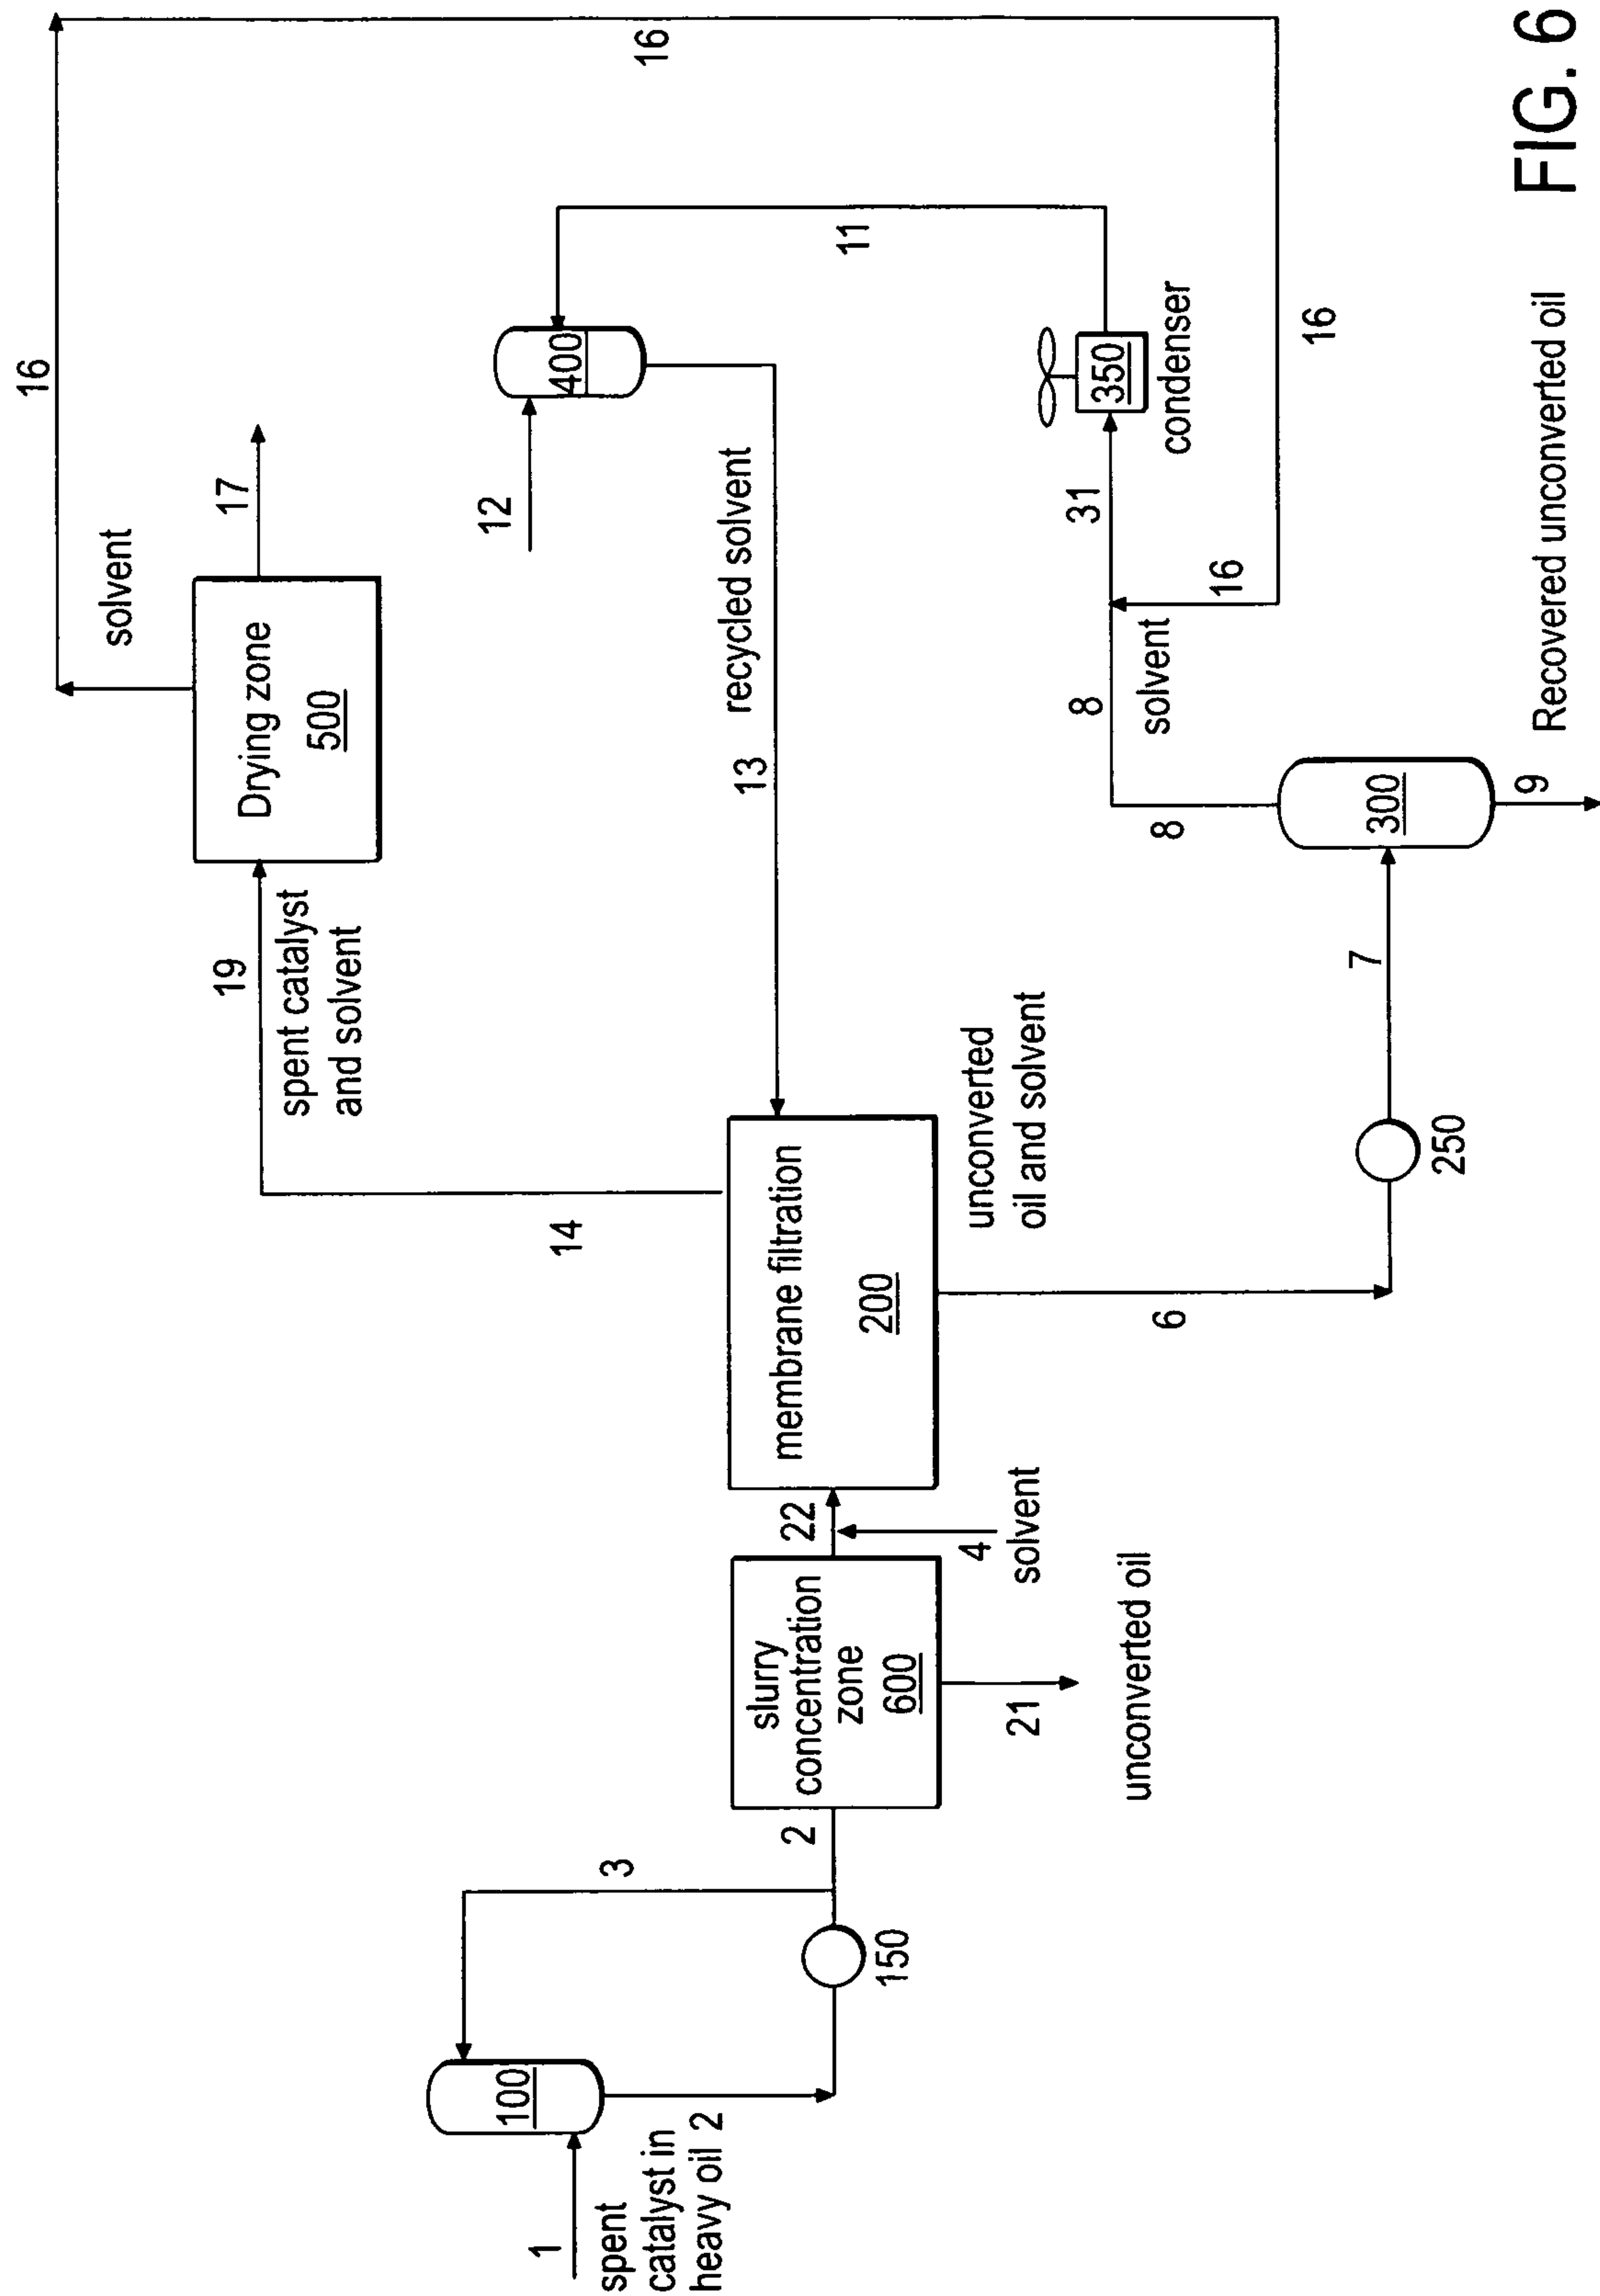 16
16
solvent
17
Drying zone
500
19
spent catalyst
and solvent
12
400
11
recycled solvent
13
14
1
spent
catalyst in
heavy oil 2
100
3
150
2
slurry
concentration
zone
600
21
unconverted oil
22
4
solvent
membrane filtration
200
unconverted
oil and solvent
6
250
7
300
8
8
solvent
16
31
350
condenser
16
9
Recovered unconverted oil
FIG. 6